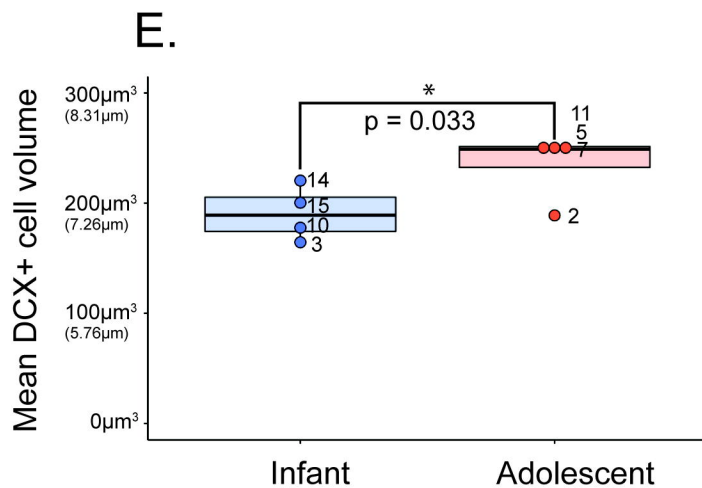 E.
Mean DCX+ cell volume
300µm³
(8.31µm)
200µm³
(7.26µm)
100µm³
(5.76µm)
0µm³
*
p = 0.033
14
15
10
3
11
5
7
2
Infant
Adolescent